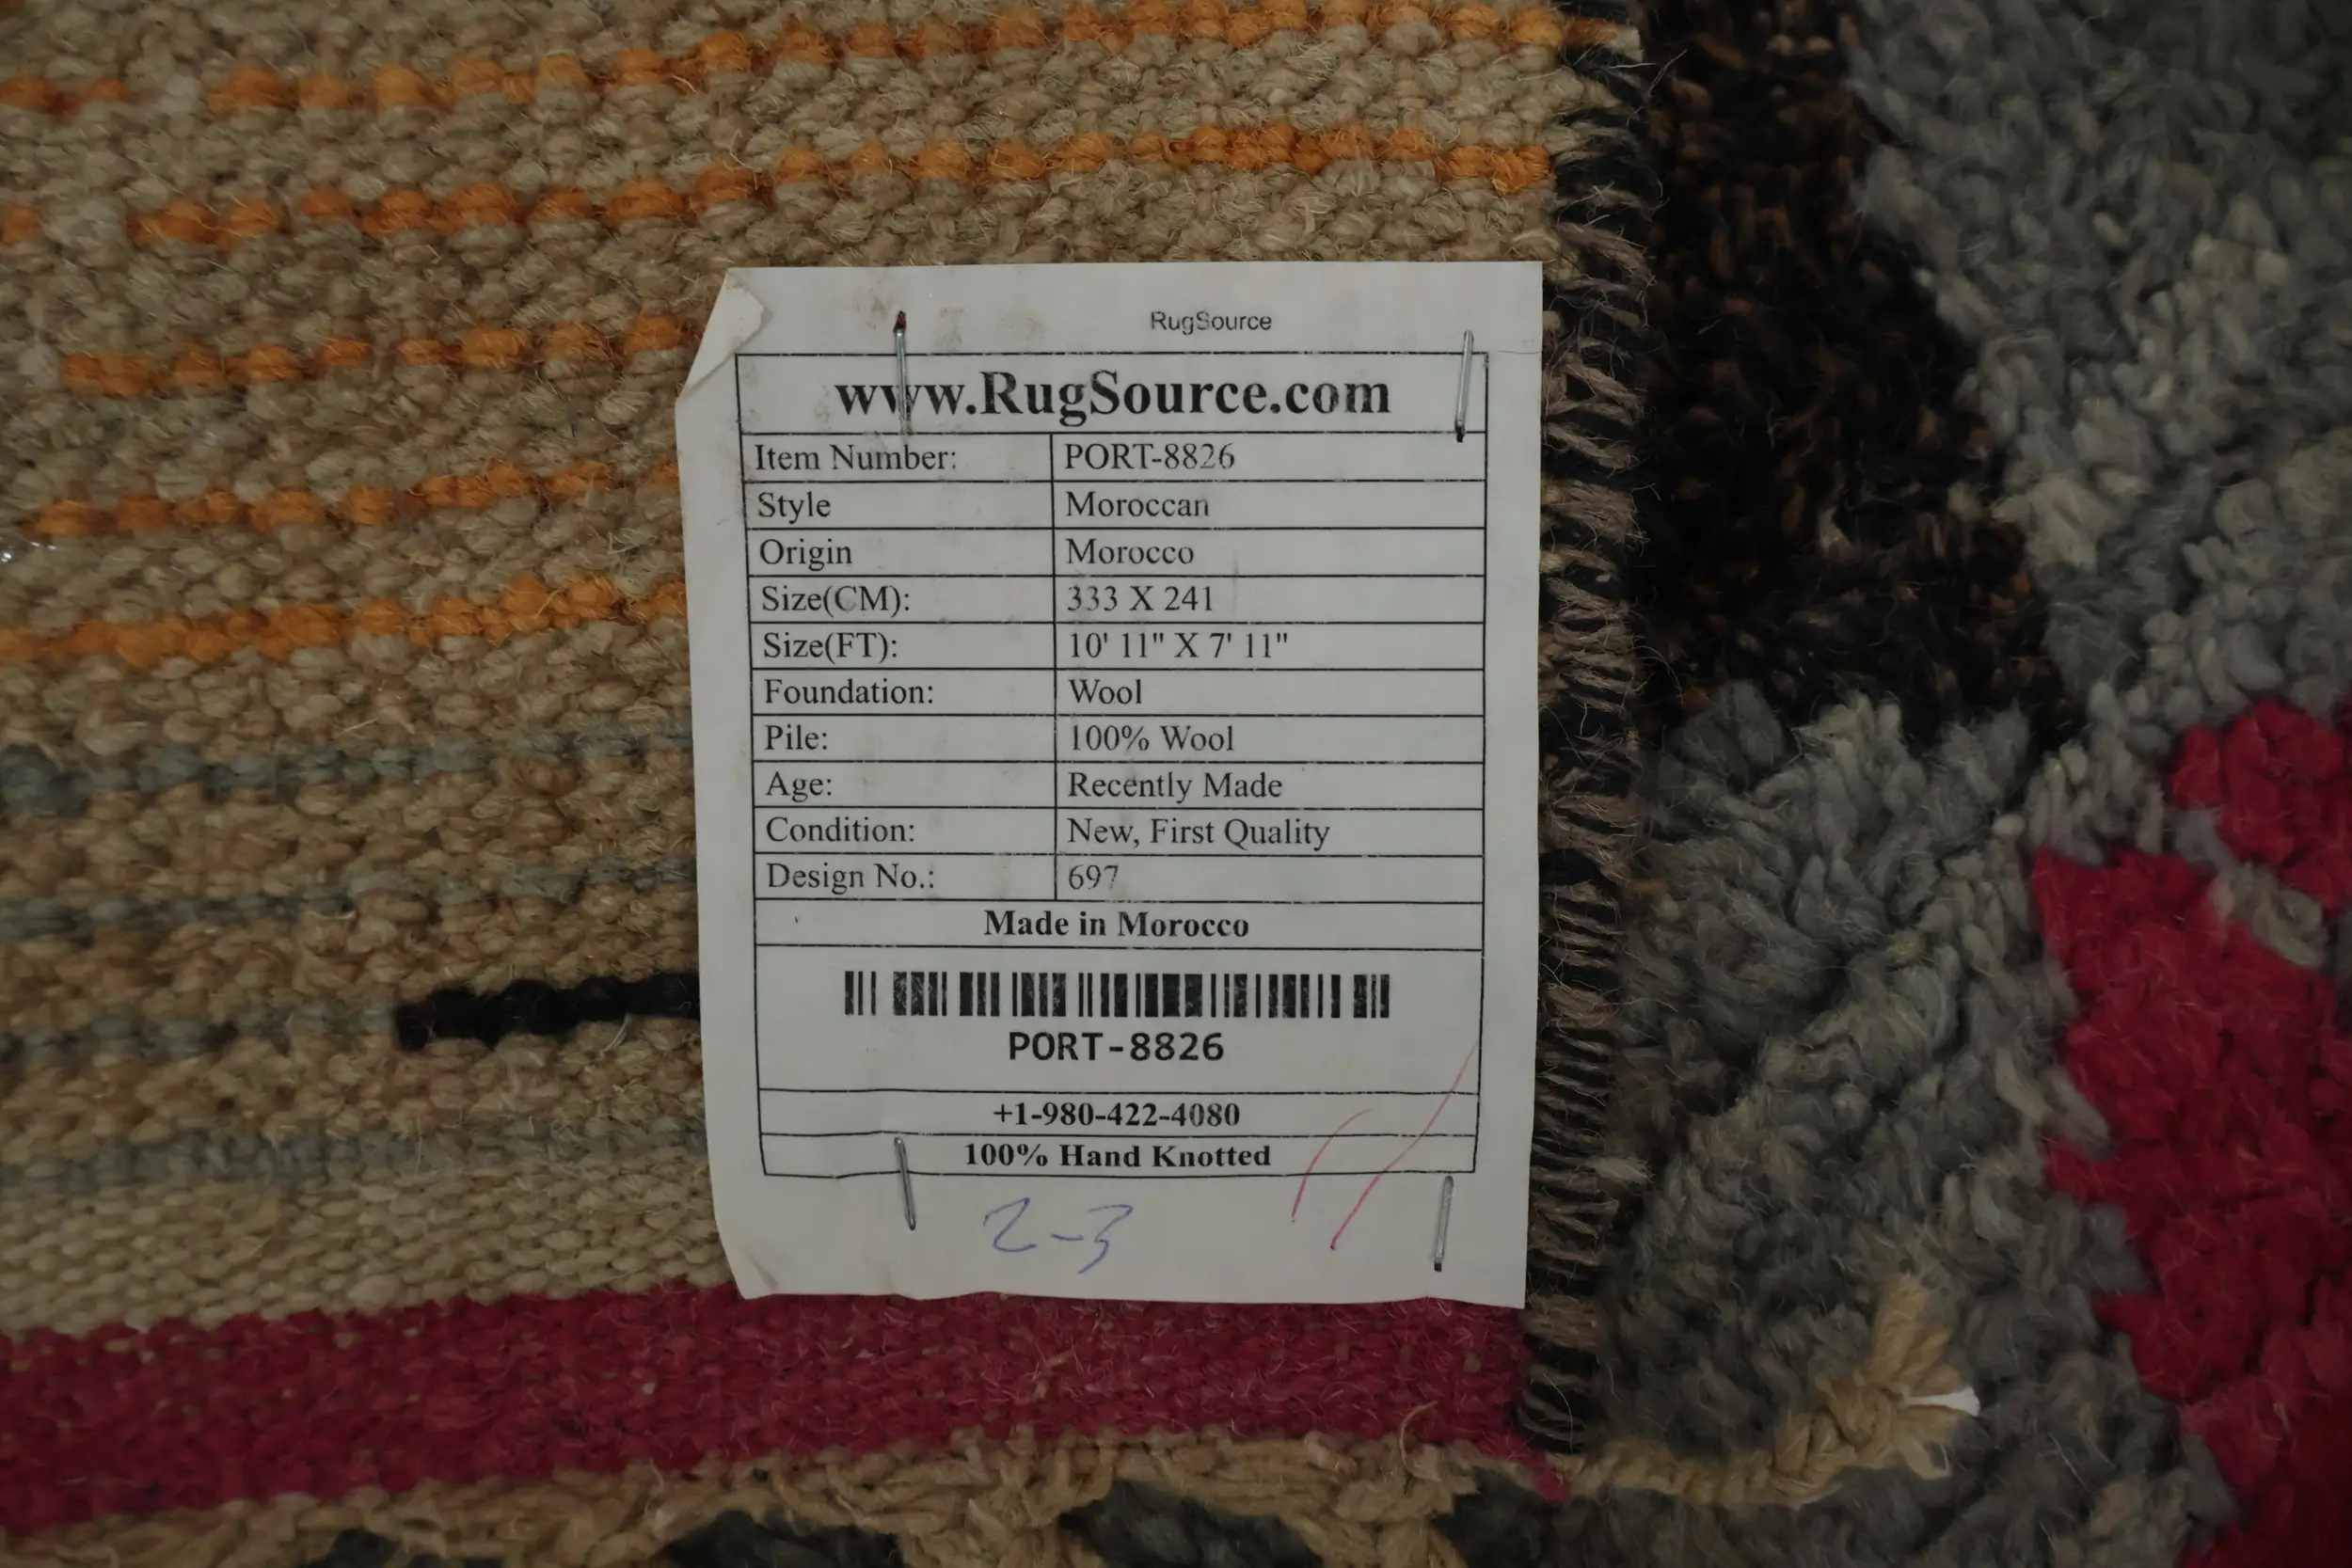 RugSource
www.RugSource.com
Item Number: PORT-8826
Style Moroccan
Origin Morocco
Size(CM): 333 X 241
Size(FT): 10' 11" X 7' 11"
Foundation: Wool
Pile: 100% Wool
Age: Recently Made
Condition: New, First Quality
Design No.: 697
Made in Morocco
PORT-8826
+1-980-422-4080
100% Hand Knotted
2-3